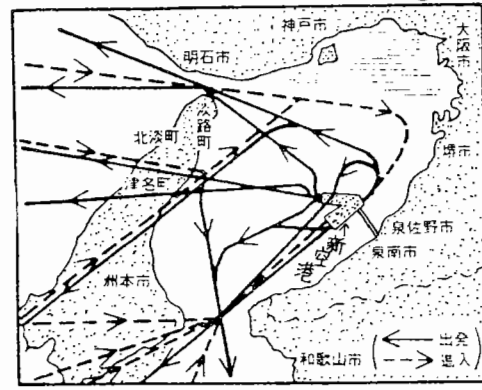 神戸市
大阪市
明石市
淡路町
北淡町
堺市
津名町
泉佐野市
泉南市
新空港
洲本市
和歌山市
出発
進入